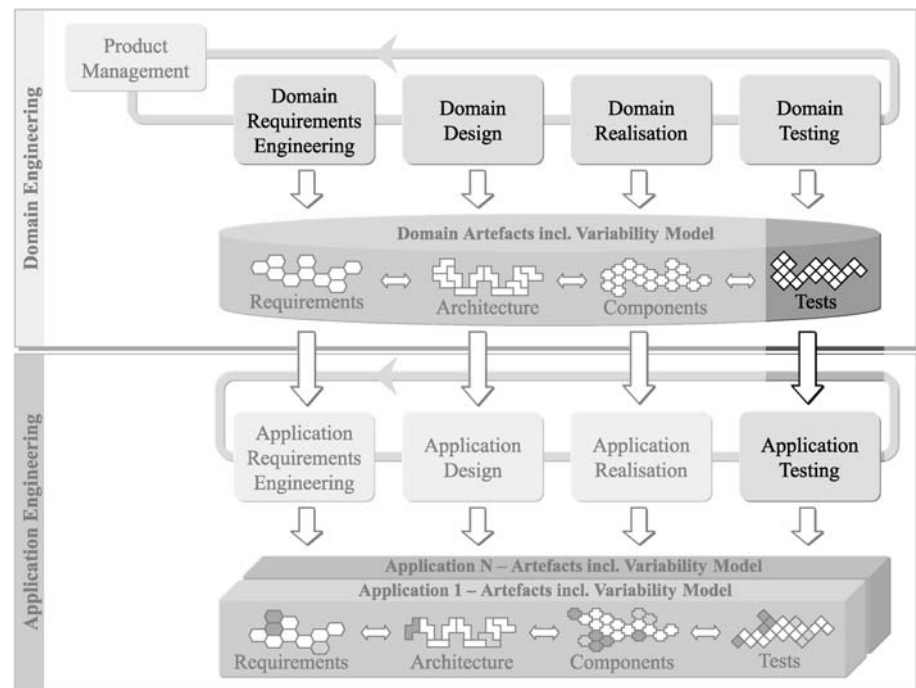 Product
Management
Domain
Requirements
Engineering
Domain
Design
Domain
Realisation
Domain
Testing
Domain Engineering
Domain Artefacts incl. Variability Model
Requirements
Architecture
Components
Tests
Application Engineering
Application
Requirements
Engineering
Application
Design
Application
Realisation
Application
Testing
Application N – Artefacts incl. Variability Model
Application 1 – Artefacts incl. Variability Model
Requirements
Architecture
Components
Tests